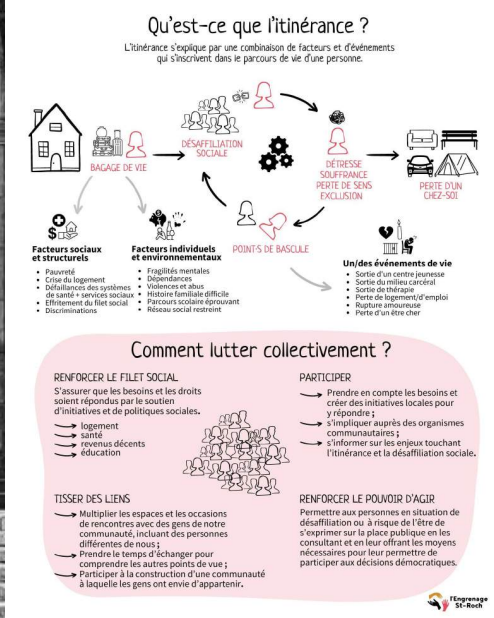 Qu'est-ce que l'itinérance ?
L'itinérance s'explique par une combinaison de facteurs et d'événements
qui s'inscrivent dans le parcours de vie d'une personne.
BAGAGE DE VIE
DÉSAFFILIATION
SOCIALE
DÉTRESSE
SOUFFRANCE
PERTE DE SENS
EXCLUSION
PERTE D'UN
CHEZ-SOI
POINT·S DE BASCULE
Facteurs sociaux
et structurels
• Pauvreté
• Crise du logement
• Défaillances des systèmes
de santé + services sociaux
• Effritement du filet social
• Discriminations
Facteurs individuels
et environnementaux
• Fragilités mentales
• Dépendances
• Violences et abus
• Histoire familiale difficile
• Parcours scolaire éprouvant
• Réseau social restreint
Un/des événements de vie
• Sortie d'un centre jeunesse
• Sortie du milieu carcéral
• Sortie de thérapie
• Perte de logement/d'emploi
• Rupture amoureuse
• Perte d'un être cher
Comment lutter collectivement ?
RENFORCER LE FILET SOCIAL
S'assurer que les besoins et les droits
soient répondus par le soutien
d'initiatives et de politiques sociales.
logement
santé
revenus décents
éducation
PARTICIPER
Prendre en compte les besoins et
créer des initiatives locales pour
y répondre ;
s'impliquer auprès des organismes
communautaires ;
s'informer sur les enjeux touchant
l'itinérance et la désaffiliation sociale.
TISSER DES LIENS
Multiplier les espaces et les occasions
de rencontres avec des gens de notre
communauté, incluant des personnes
différentes de nous ;
Prendre le temps d'échanger pour
comprendre les autres points de vue ;
Participer à la construction d'une communauté
à laquelle les gens ont envie d'appartenir.
RENFORCER LE POUVOIR D'AGIR
Permettre aux personnes en situation de
désaffiliation ou à risque de l'être de
s'exprimer sur la place publique en les
consultant et en leur offrant les moyens
nécessaires pour leur permettre de
participer aux décisions démocratiques.
l'Engrenage
St-Roch